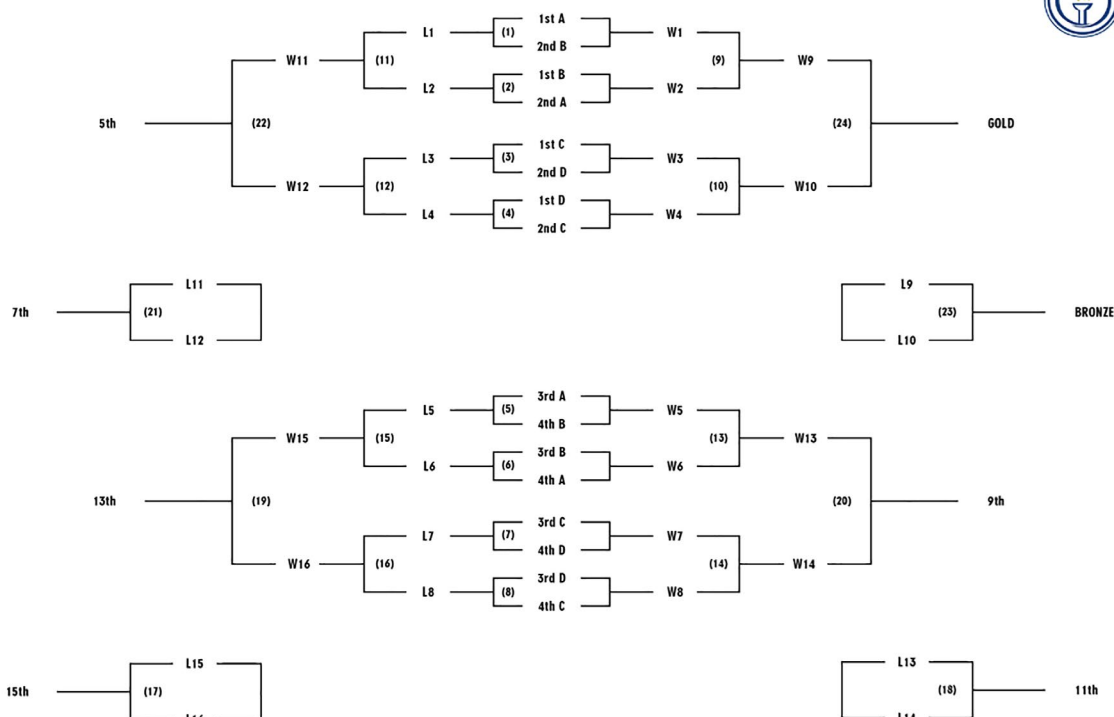 1st A
L1 (1) W1
2nd B
W11 (11) (9) W9
1st B
L2 (2) W2
2nd A
5th (22) (24) GOLD
1st C
L3 (3) W3
2nd D
W12 (12) (10) W10
1st D
L4 (4) W4
2nd C
L11 L9
7th (21) (23) BRONZE
L12 L10
3rd A
L5 (5) W5
4th B
W15 (15) (13) W13
3rd B
L6 (6) W6
4th A
13th (19) (20) 9th
3rd C
L7 (7) W7
4th D
W16 (16) (14) W14
3rd D
L8 (8) W8
4th C
L15 L13
15th (17) (18) 11th